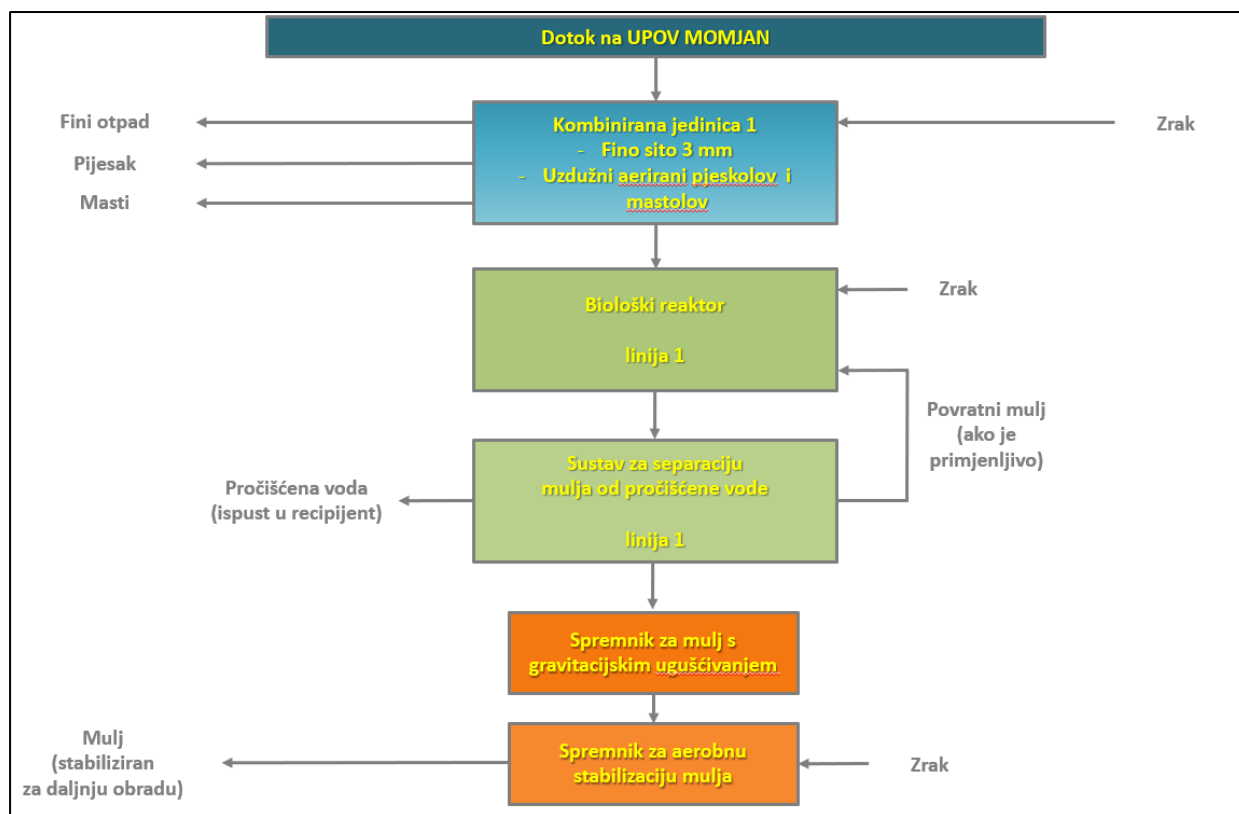 Dotok na UPOV MOMJAN
Fini otpad
Pijesak
Masti
Kombinirana jedinica 1
- Fino sito 3 mm
- Uzdužni aerirani pjeskolov i
mastolov
Zrak
Biološki reaktor
linija 1
Zrak
Povratni mulj
(ako je
primjenljivo)
Sustav za separaciju
mulja od pročišćene vode
linija 1
Pročišćena voda
(ispust u recipijent)
Spremnik za mulj s
gravitacijskim ugušćivanjem
Mulj
(stabiliziran
za daljnju obradu)
Spremnik za aerobnu
stabilizaciju mulja
Zrak